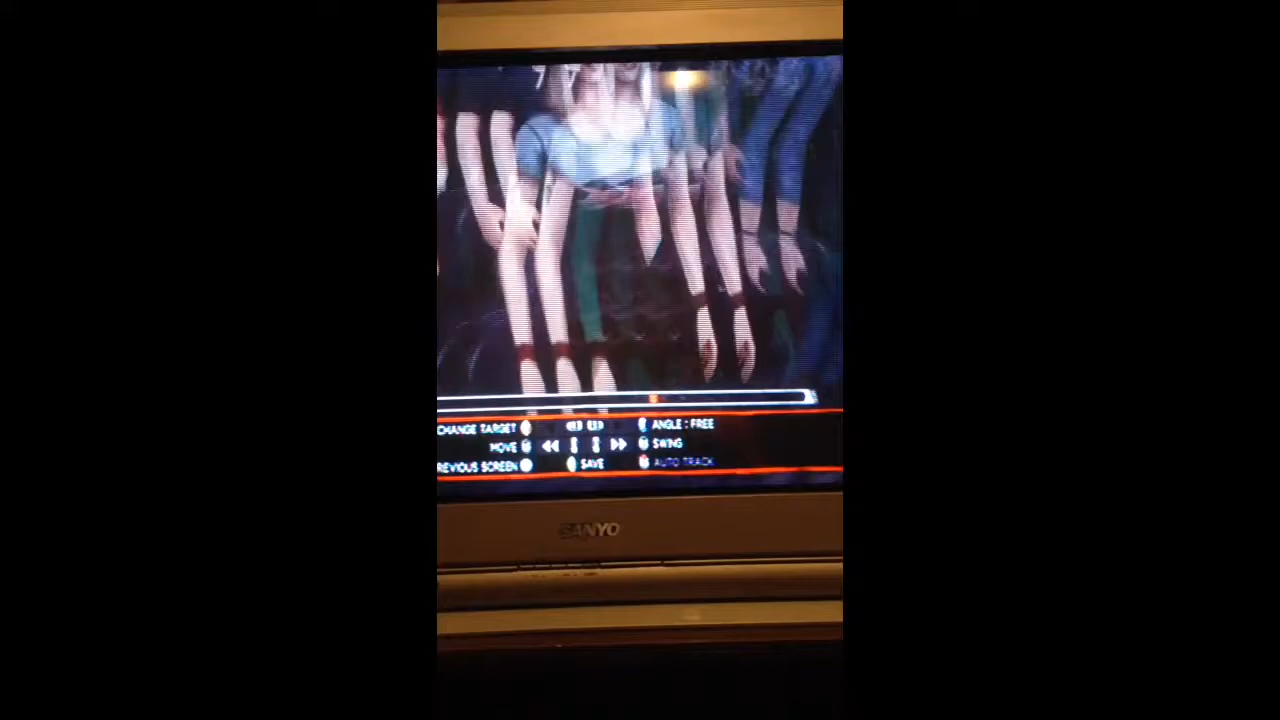 CHANGE TARGET ANGLE : FREE
MOVE SWING
REVIOUS SCREEN SAVE AUTO TRACK
SANYO